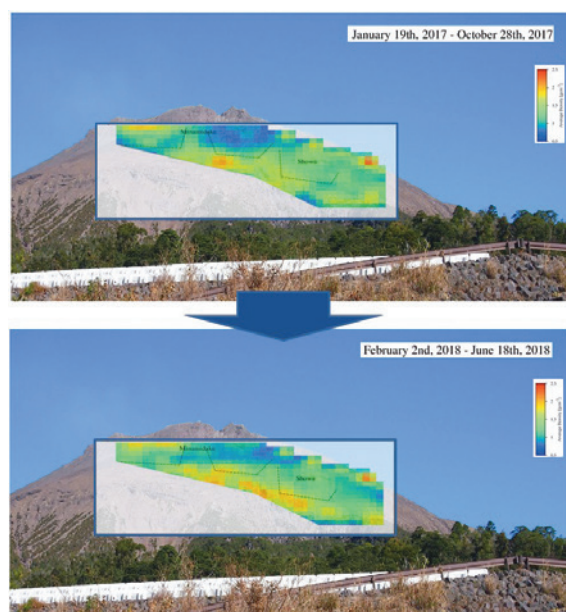 January 19th, 2017 - October 28th, 2017
Minamidake
Showa
February 2nd, 2018 - June 18th, 2018
Minamidake
Showa